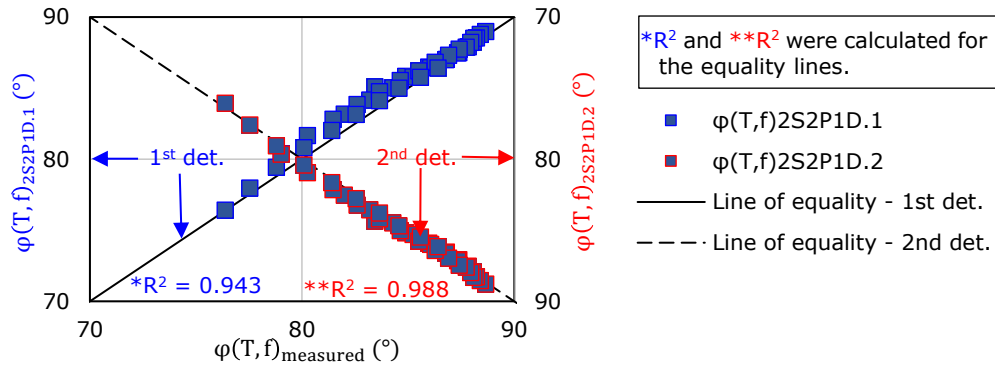 90
80
70
φ(T,f)2S2P1D.1 (°)
1st det.
2nd det.
*R2 = 0.943
**R2 = 0.988
70
80
90
φ(T,f)measured (°)
70
80
90
φ(T,f)2S2P1D.2 (°)
*R2 and **R2 were calculated for
the equality lines.
φ(T,f)2S2P1D.1
φ(T,f)2S2P1D.2
Line of equality - 1st det.
Line of equality - 2nd det.